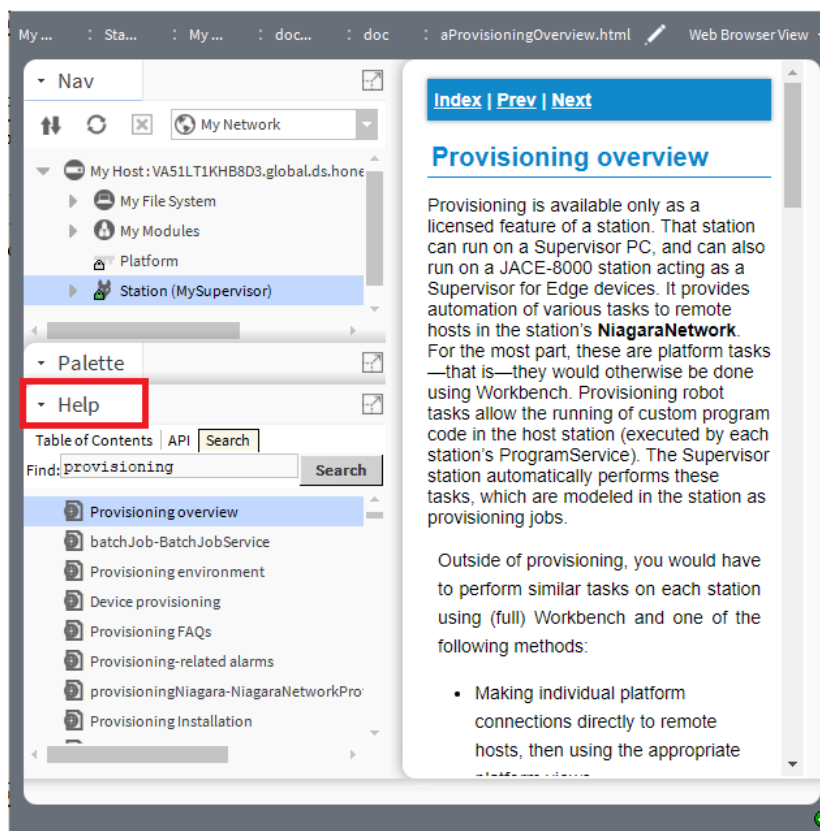 My ... : Sta... : My ... : doc... : doc : aProvisioningOverview.html Web Browser View
Nav
My Network
My Host : VA51LT1KHB8D3.global.ds.hone
My File System
My Modules
Platform
Station (MySupervisor)
Palette
Help
Table of Contents API Search
Find: provisioning Search
Provisioning overview
batchJob-BatchJobService
Provisioning environment
Device provisioning
Provisioning FAQs
Provisioning-related alarms
provisioningNiagara-NiagaraNetworkPro
Provisioning Installation
Index | Prev | Next
Provisioning overview
Provisioning is available only as a
licensed feature of a station. That station
can run on a Supervisor PC, and can also
run on a JACE-8000 station acting as a
Supervisor for Edge devices. It provides
automation of various tasks to remote
hosts in the station's NiagaraNetwork.
For the most part, these are platform tasks
—that is—they would otherwise be done
using Workbench. Provisioning robot
tasks allow the running of custom program
code in the host station (executed by each
station's ProgramService). The Supervisor
station automatically performs these
tasks, which are modeled in the station as
provisioning jobs.
Outside of provisioning, you would have
to perform similar tasks on each station
using (full) Workbench and one of the
following methods:
• Making individual platform
connections directly to remote
hosts, then using the appropriate
platform views